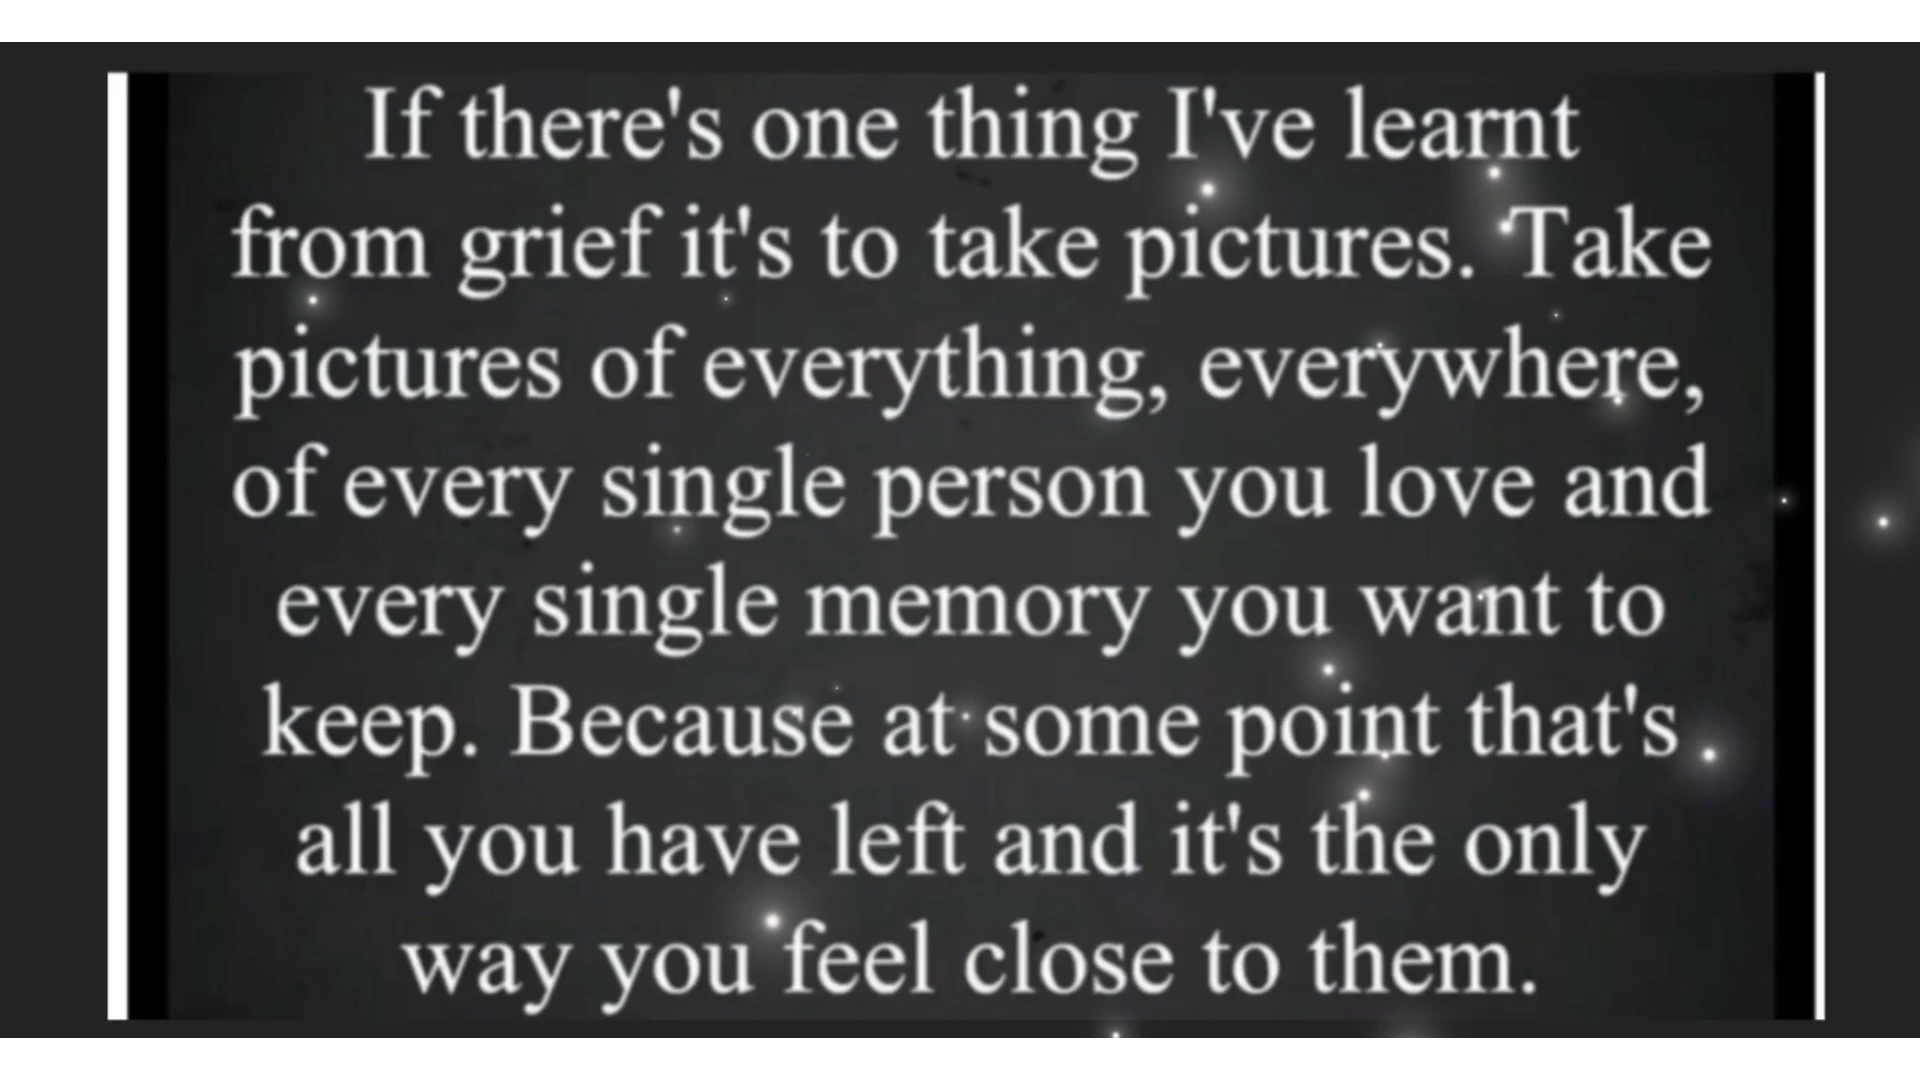 If there's one thing I've learnt
from grief it's to take pictures. Take
pictures of everything, everywhere,
of every single person you love and
every single memory you want to
keep. Because at some point that's
all you have left and it's the only
way you feel close to them.